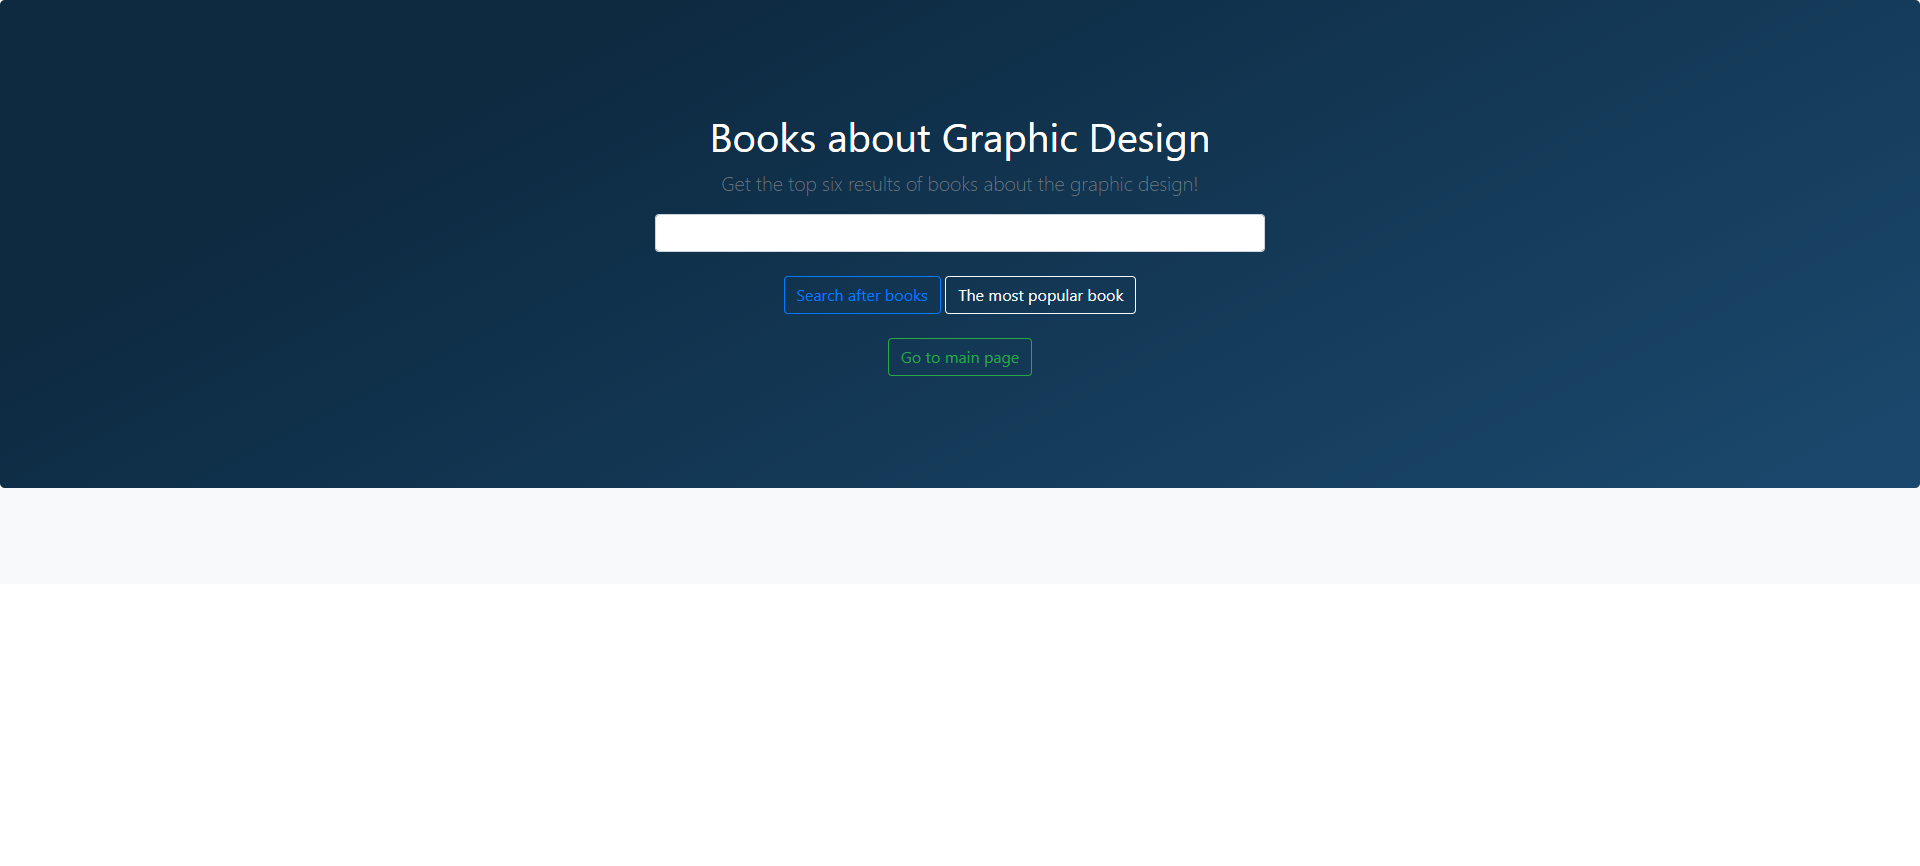 Books about Graphic Design
Get the top six results of books about the graphic design!
Search after books The most popular book
Go to main page